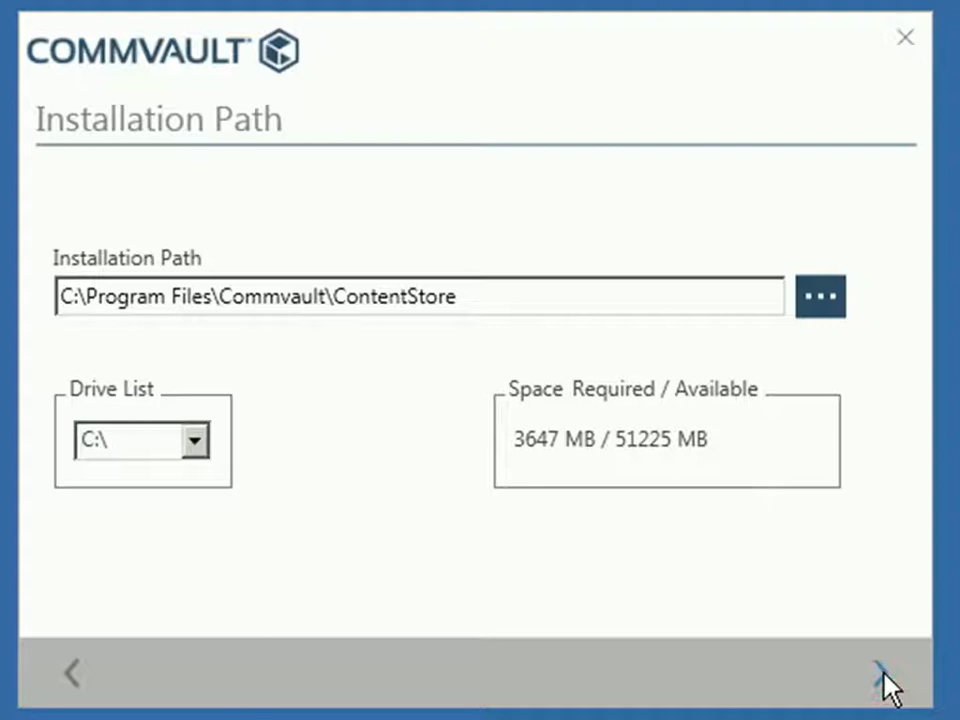 COMMVAULT
Installation Path
Installation Path
C:\Program Files\Commvault\ContentStore
...
Drive List
C:\
Space Required / Available
3647 MB / 51225 MB